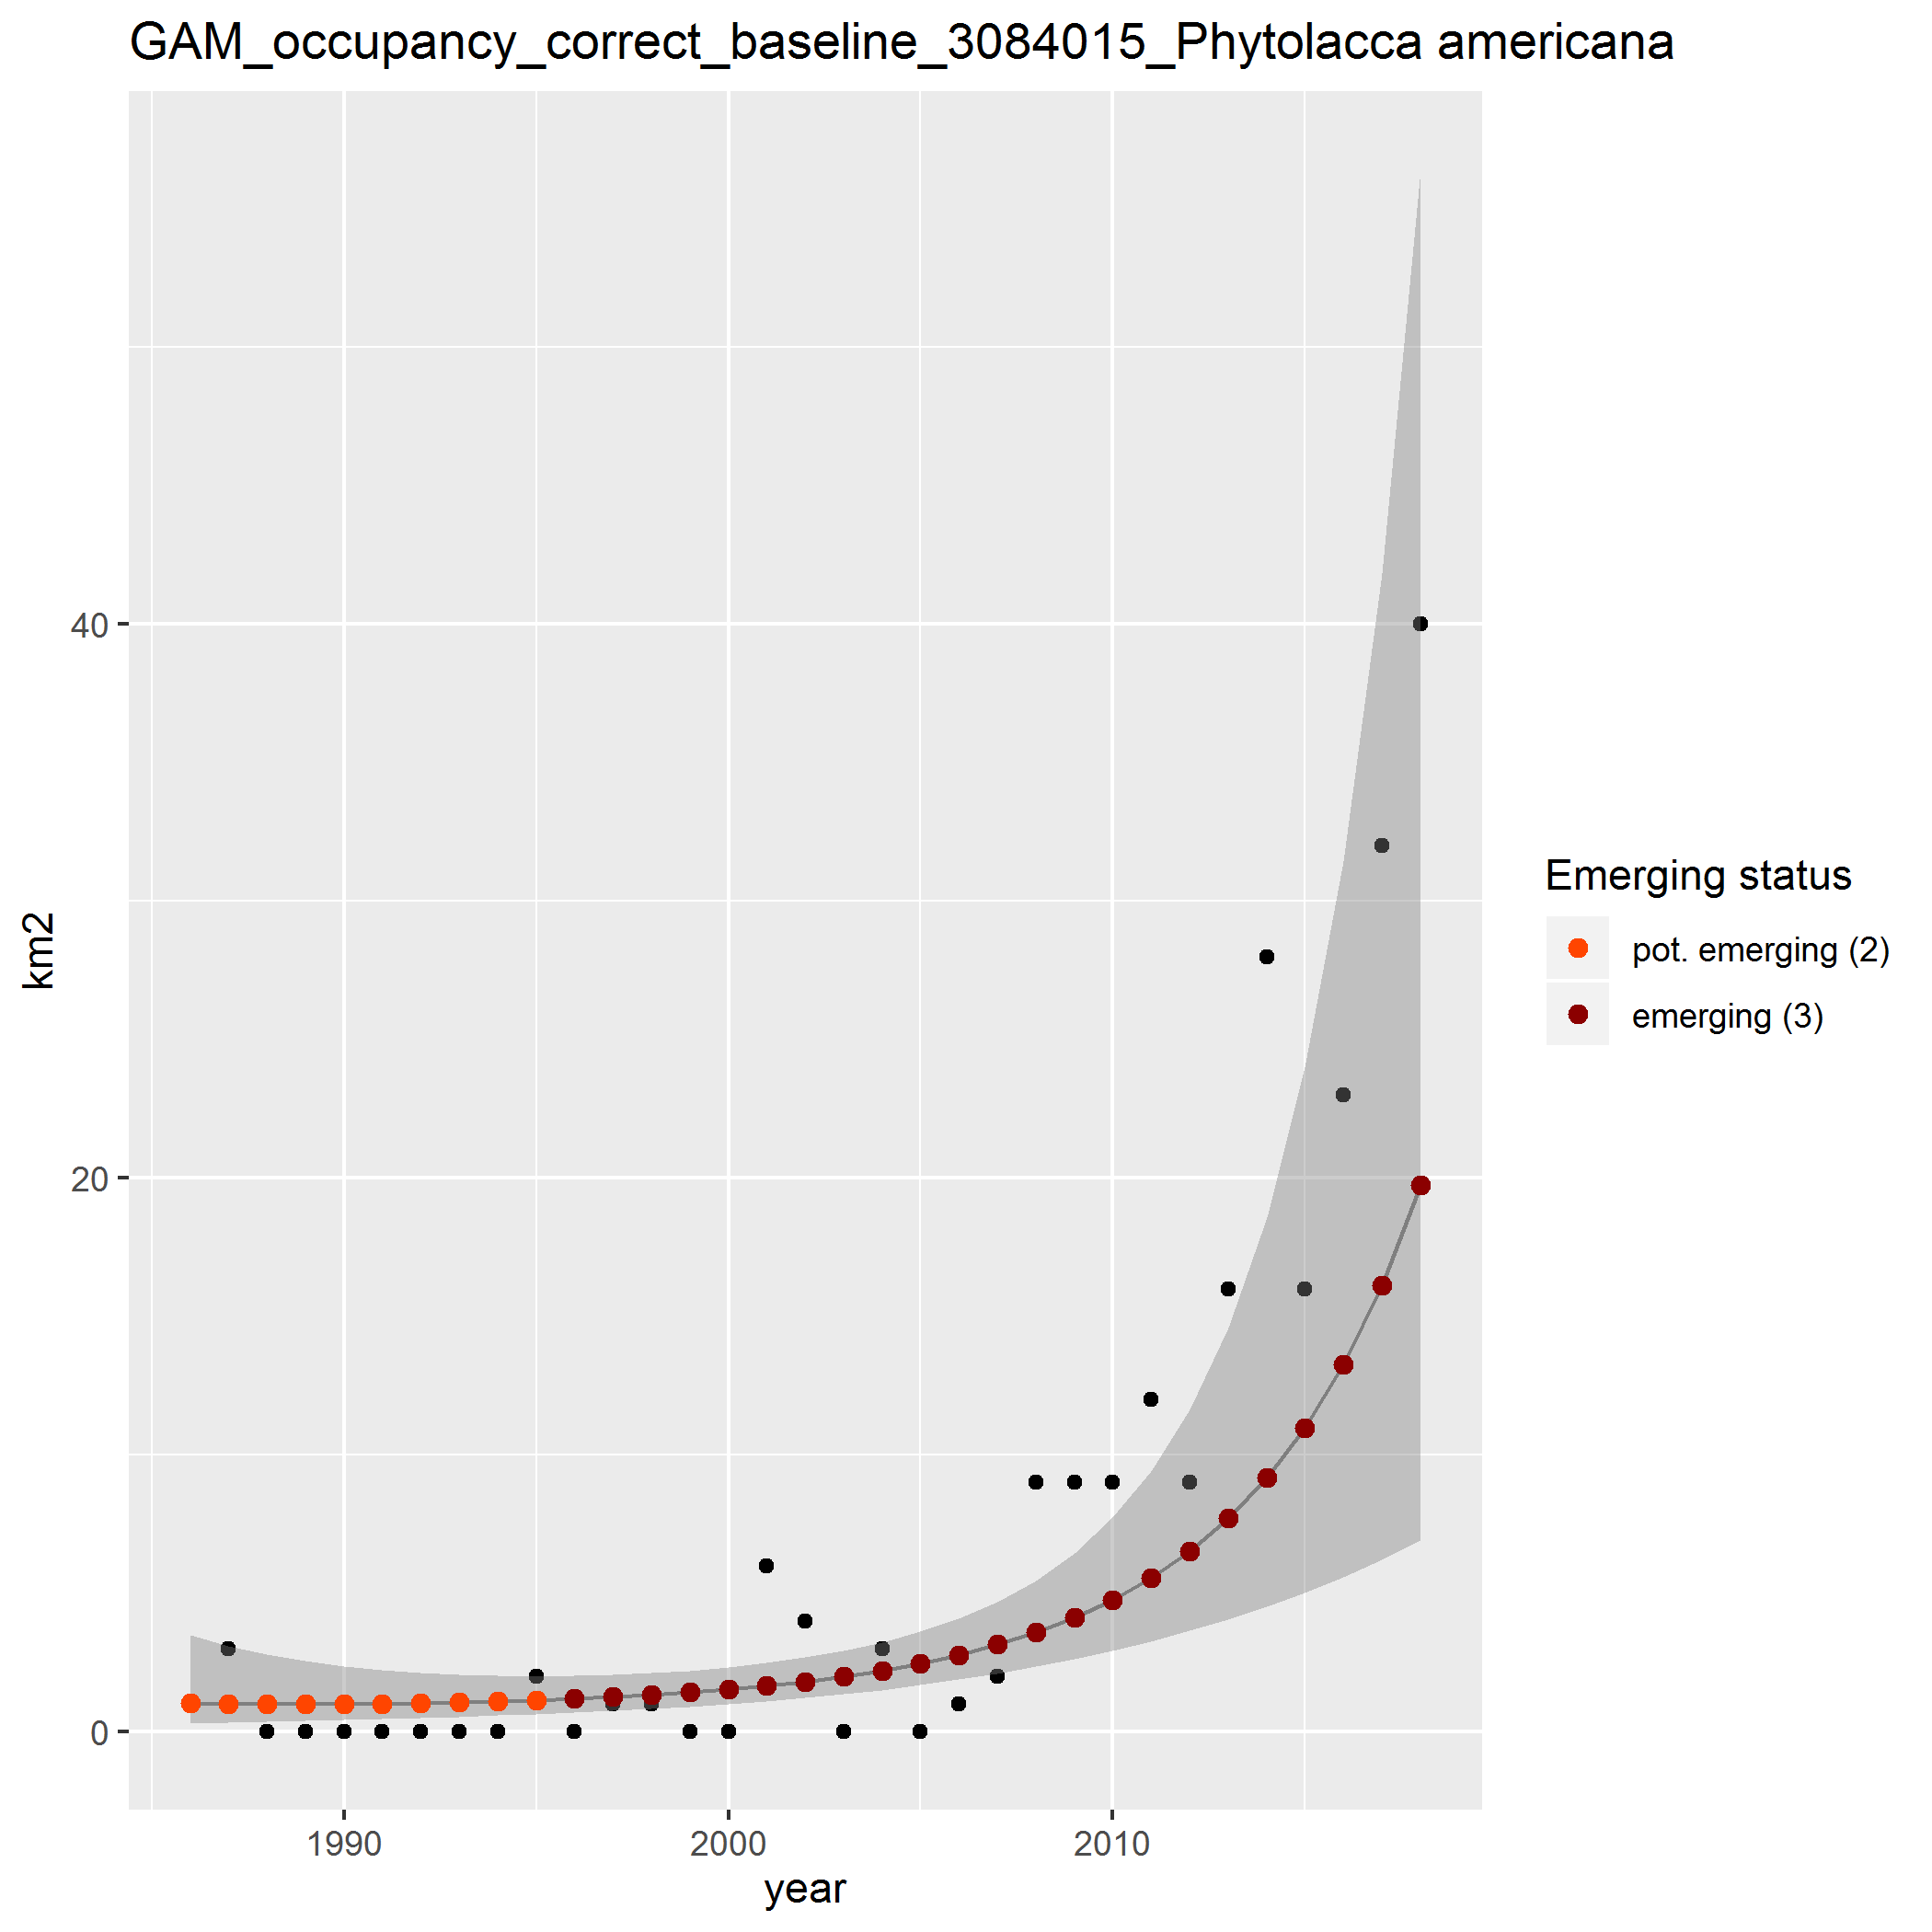 GAM_occupancy_correct_baseline_3084015_Phytolacca americana
40
20
0
km2
1990 2000 2010
year
Emerging status
pot. emerging (2)
emerging (3)